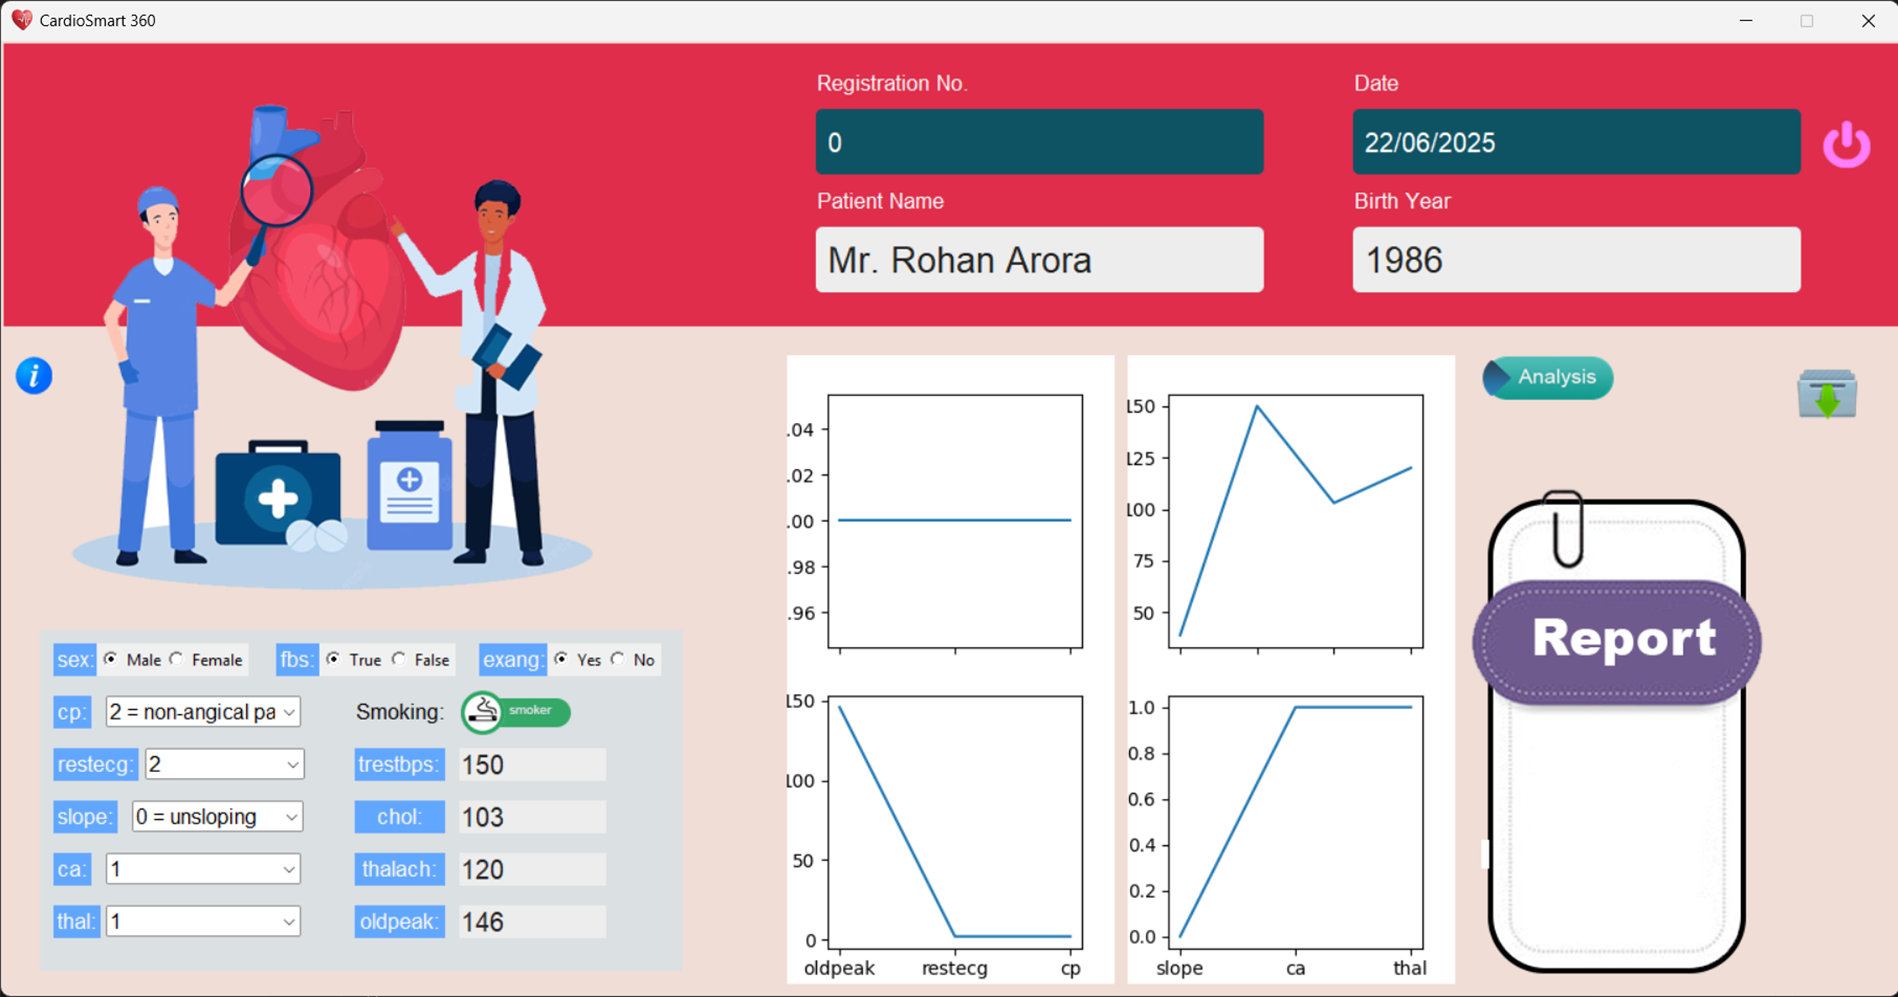 CardioSmart 360
Registration No.
Date
0
22/06/2025
Patient Name
Birth Year
Mr. Rohan Arora
1986
Analysis
.04
.02
.00
.98
.96
150
125
100
75
50
Report
sex: Male Female fbs: True False exang: Yes No
cp: 2 = non-angical pa Smoking: smoker
restecg: 2 trestbps: 150
slope: 0 = unsloping chol: 103
ca: 1 thalach: 120
thal: 1 oldpeak: 146
150
100
50
0
oldpeak restecg cp
1.0
0.8
0.6
0.4
0.2
0.0
slope ca thal